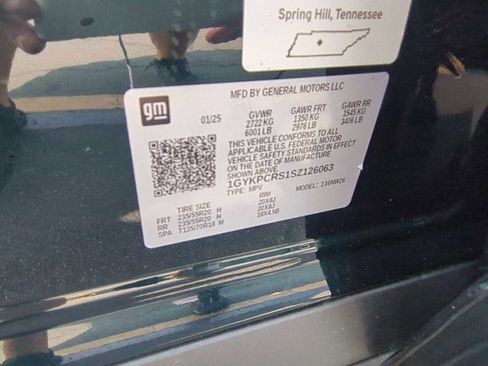 Spring Hill, Tennessee
gm
MFD BY GENERAL MOTORS LLC
01/25 GVWR GAWR FRT GAWR RR
2722 KG 1350 KG 1545 KG
6001 LB 2976 LB 3406 LB
THIS VEHICLE CONFORMS TO ALL
APPLICABLE U.S. FEDERAL MOTOR
VEHICLE SAFETY STANDARDS IN EFFECT
ON THE DATE OF MANUFACTURE
SHOWN ABOVE.
1GYKPCRS1SZ126063
TYPE: MPV MODEL: 136NW26
TIRE SIZE RIM
FRT 235/55R20 H 20X8J
RR 235/55R20 H 20X8J
SPA T135/70R18 M 18X4.5B